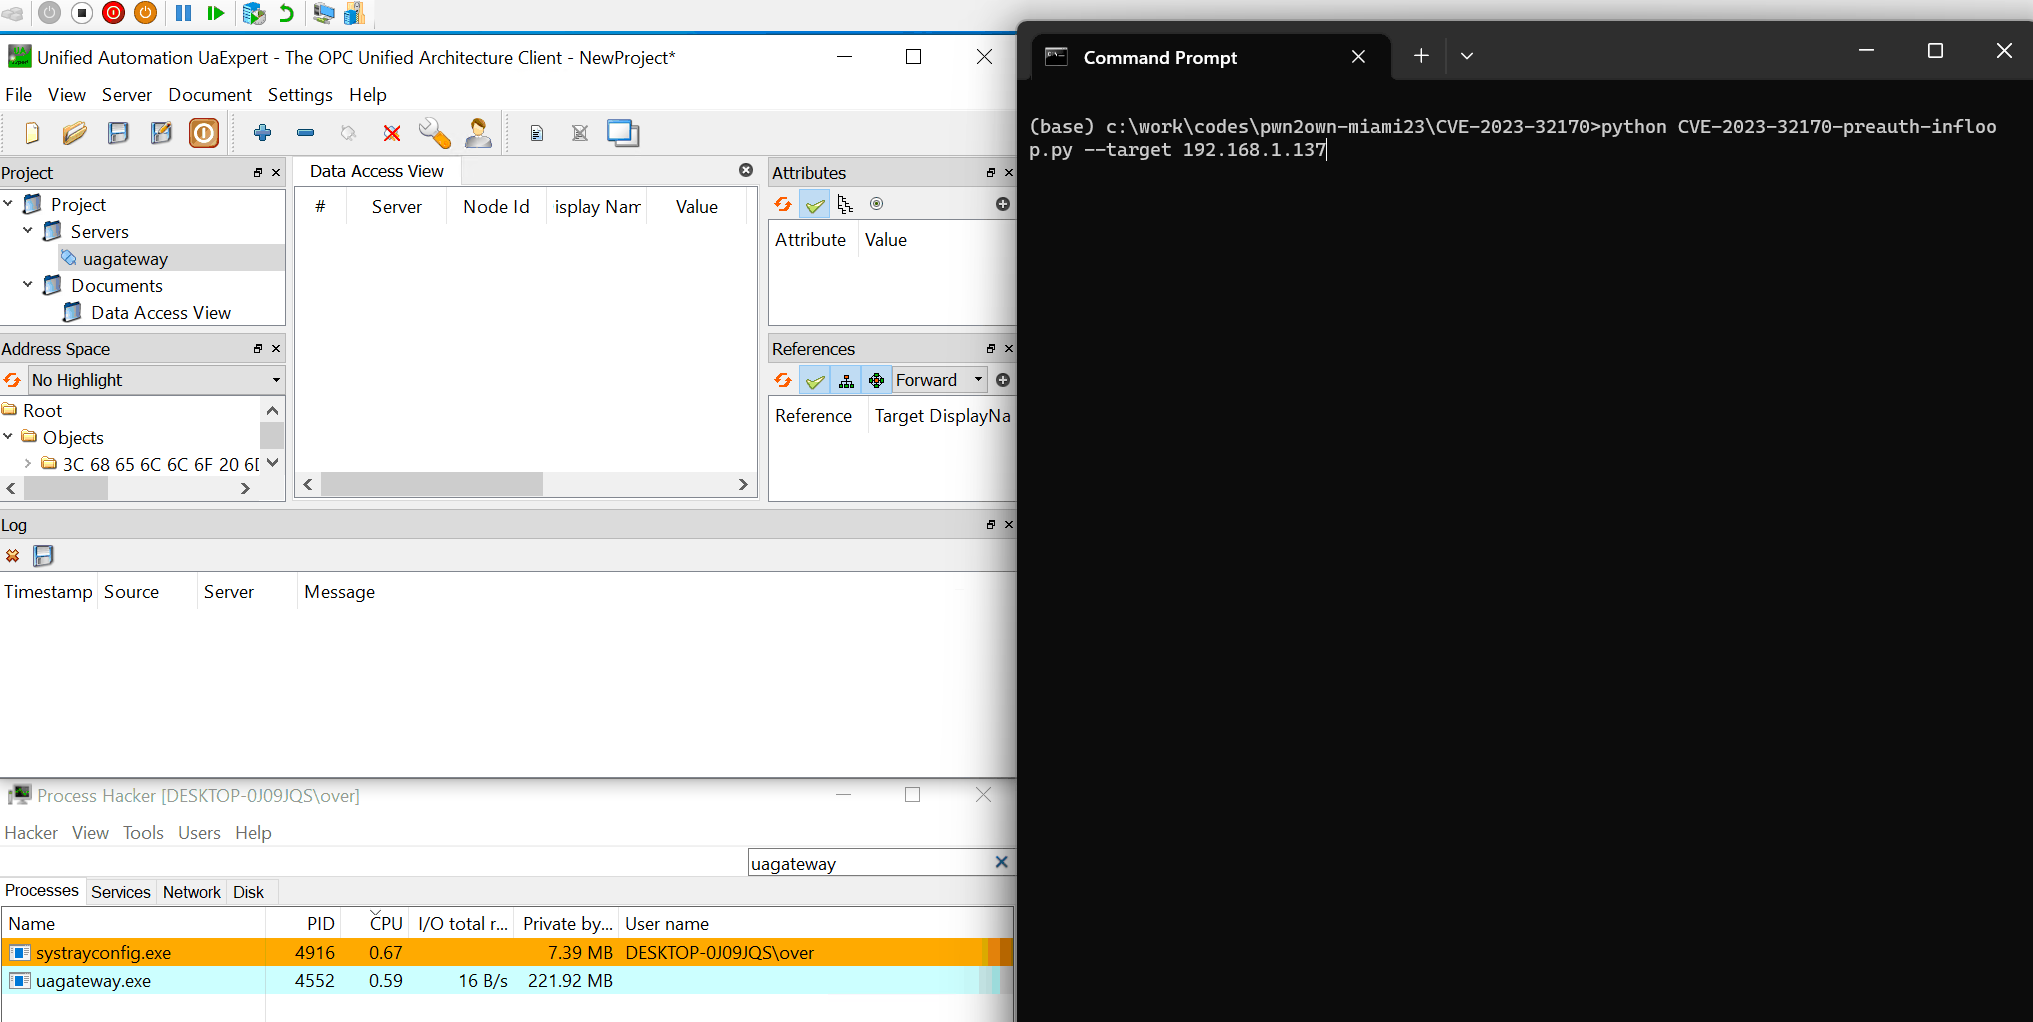 Unified Automation UaExpert - The OPC Unified Architecture Client - NewProject*
File View Server Document Settings Help
Project
Project
Servers
uagateway
Documents
Data Access View
Address Space
No Highlight
Root
Objects
3C 68 65 6C 6C 6F 20
Data Access View
# Server Node Id isplay Nam Value
Attributes
Attribute Value
References
Forward
Reference Target DisplayNa
Log
Timestamp Source Server Message
Process Hacker [DESKTOP-0J09JQS\over]
Hacker View Tools Users Help
uagateway
Processes Services Network Disk
Name PID CPU I/O total r... Private by... User name
systrayconfig.exe 4916 0.67 7.39 MB DESKTOP-0J09JQS\over
uagateway.exe 4552 0.59 16 B/s 221.92 MB
Command Prompt
(base) c:\work\codes\pwn2own-miami23\CVE-2023-32170>python CVE-2023-32170-preauth-infloo
p.py --target 192.168.1.137